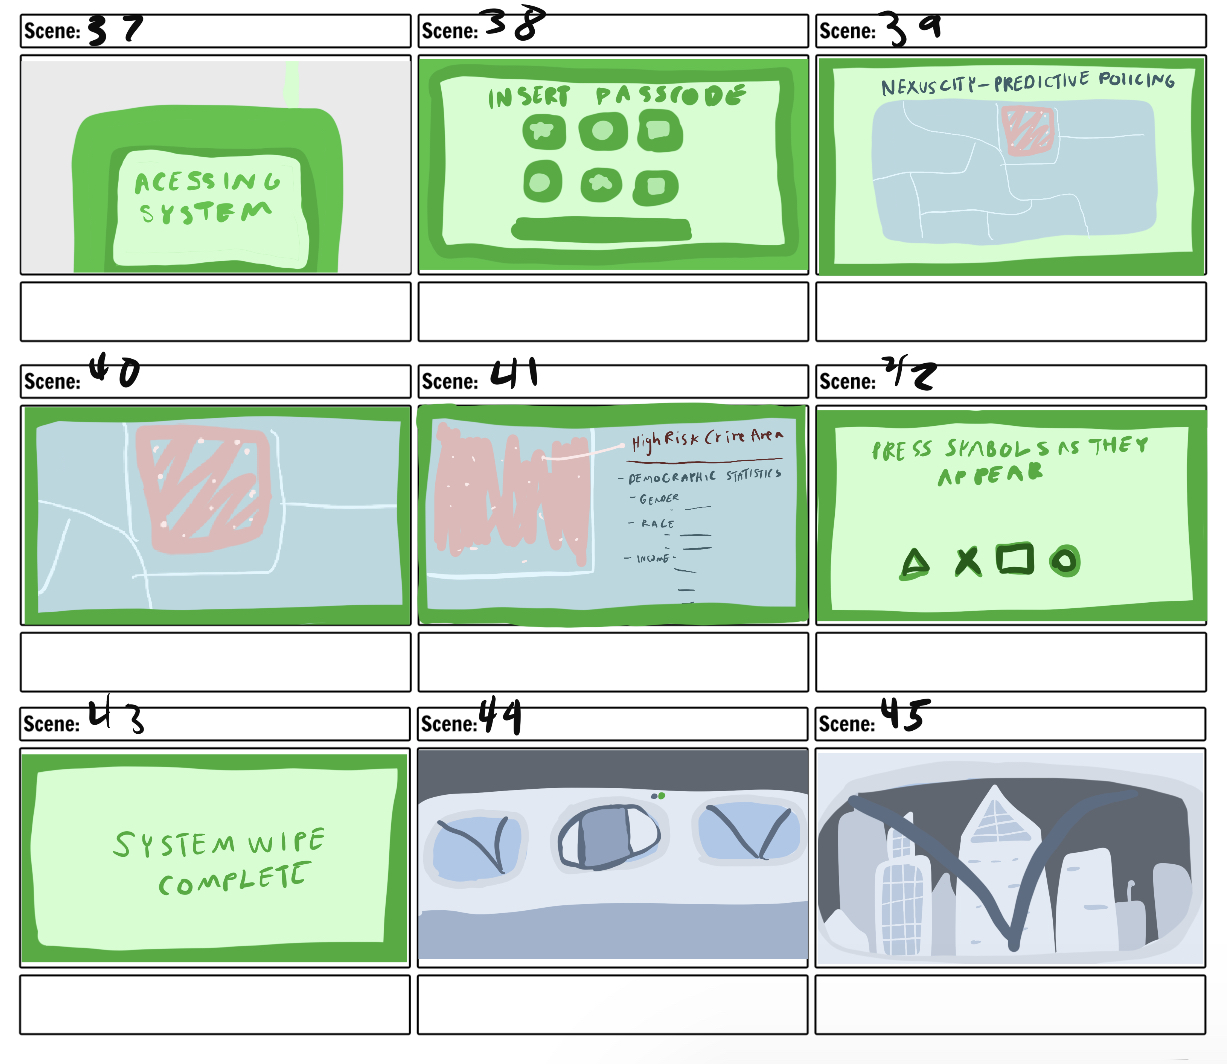 Scene: 37
Scene: 38
Scene: 39
ACESSING
SYSTEM
INSERT PASSCODE
NEXUS CITY - PREDICTIVE POLICING
Scene: 40
Scene: 41
Scene: 42
High Risk Crime Area
- DEMOGRAPHIC STATISTICS
- GENDER
- RACE
- INCOME -
PRESS SYMBOLS AS THEY
APPEAR
Scene: 43
Scene: 44
Scene: 45
SYSTEM WIPE
COMPLETE